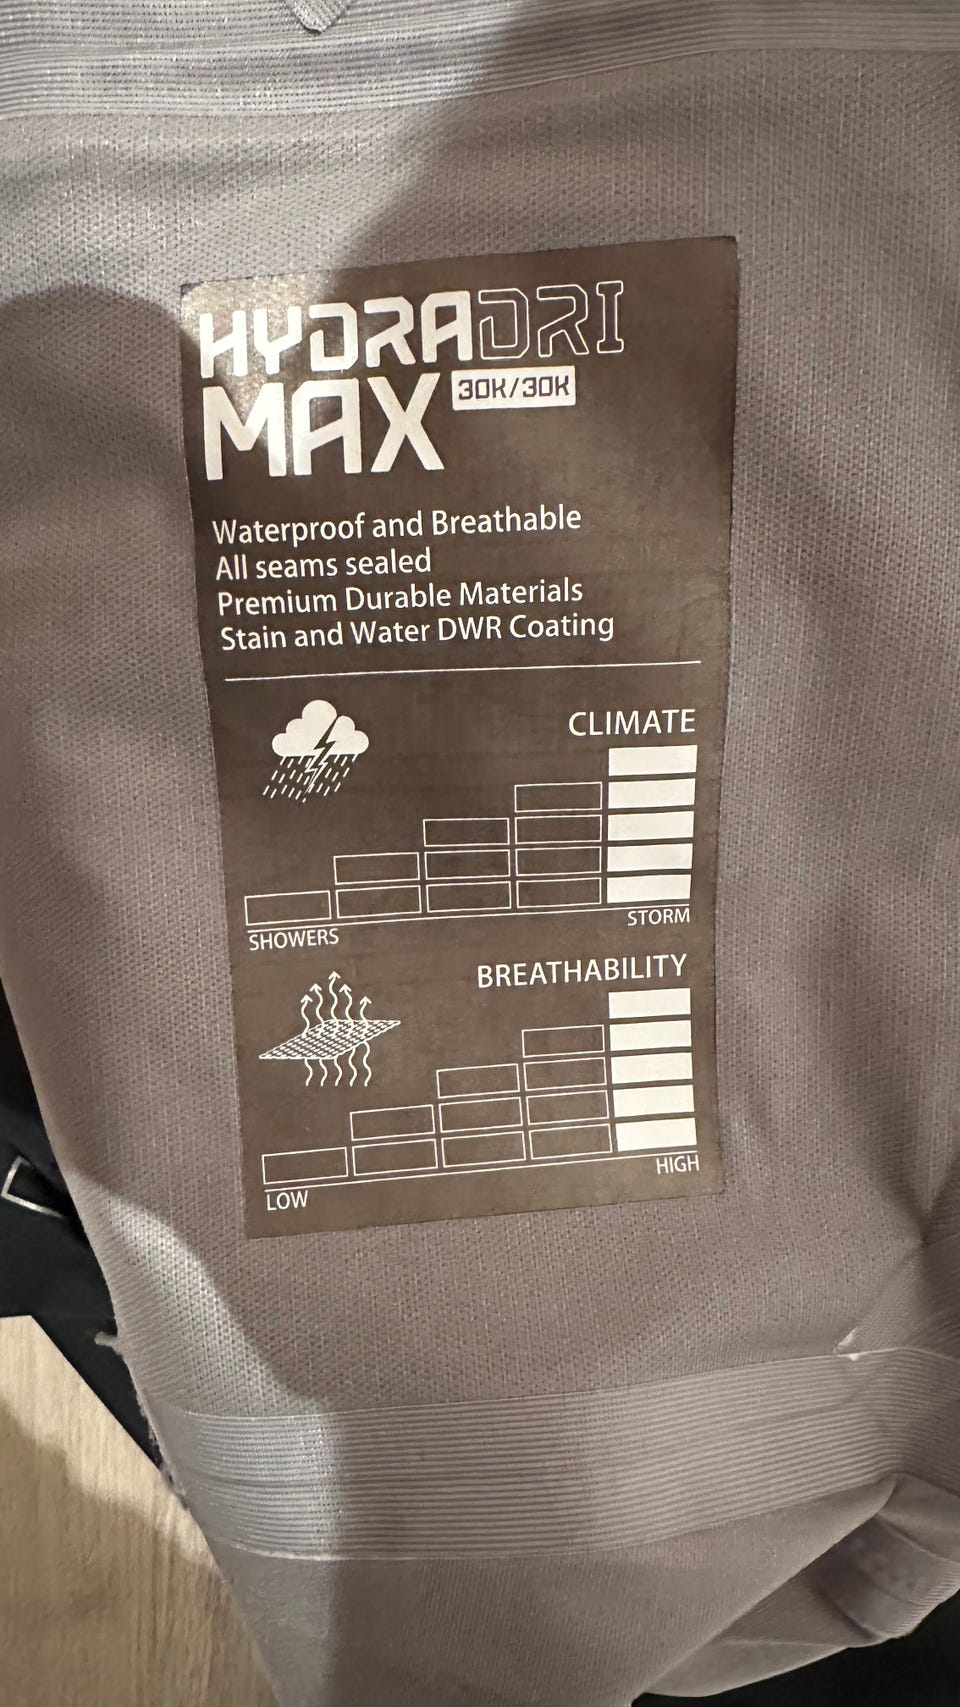 HYDRADRI
MAX 30K/30K
Waterproof and Breathable
All seams sealed
Premium Durable Materials
Stain and Water DWR Coating
CLIMATE
SHOWERS STORM
BREATHABILITY
LOW HIGH